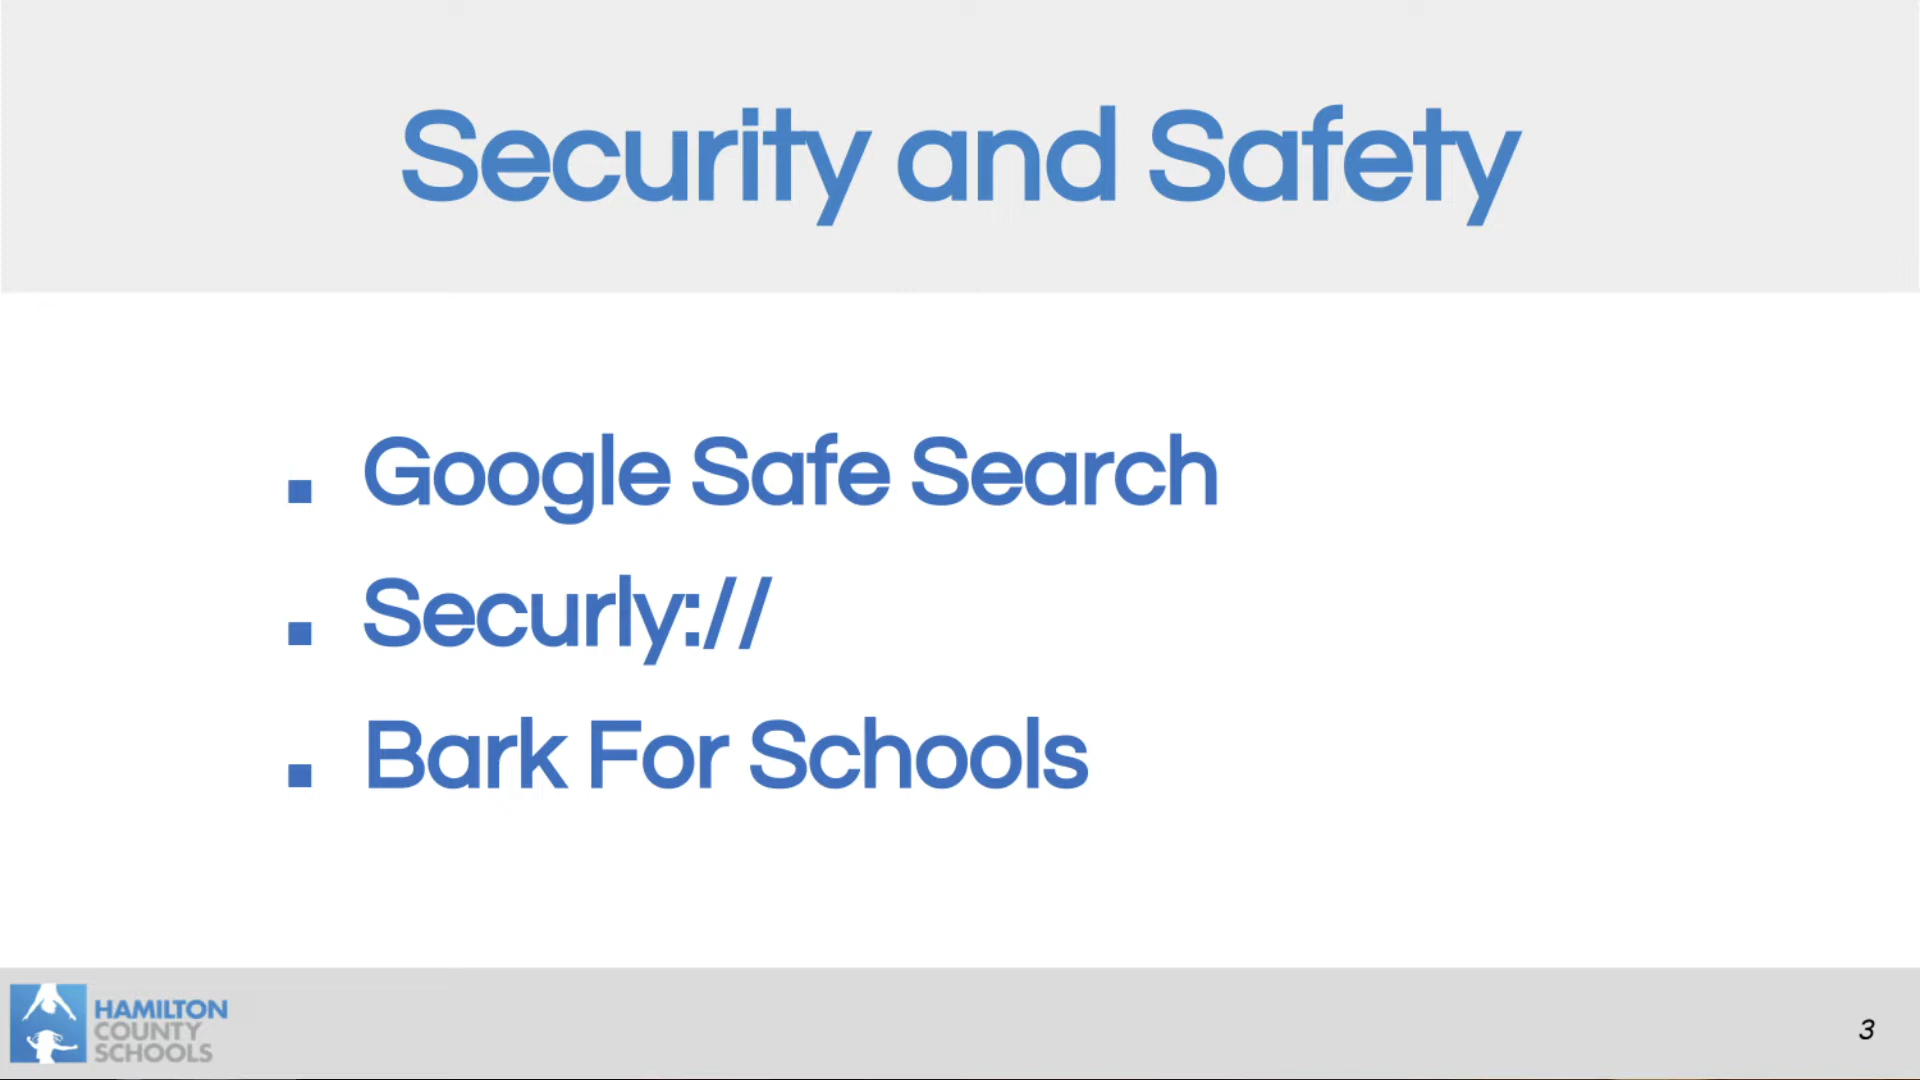 Security and Safety
Google Safe Search
Securly://
Bark For Schools
HAMILTON
COUNTY
SCHOOLS
3